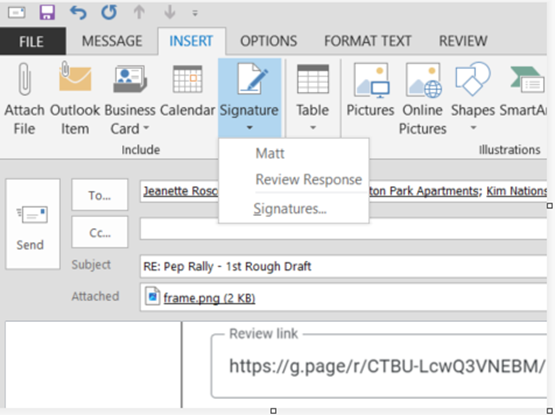 FILE MESSAGE INSERT OPTIONS FORMAT TEXT REVIEW
Attach File
Outlook Item
Business Card
Calendar
Signature
Table
Pictures
Online Pictures
Shapes
SmartAr
Include
Illustrations
Matt
Review Response
Signatures...
Send
To... Jeanette Rosc ton Park Apartments; Kim Nations
Cc...
Subject RE: Pep Rally - 1st Rough Draft
Attached frame.png (2 KB)
Review link
https://g.page/r/CTBU-LcwQ3VNEBM/